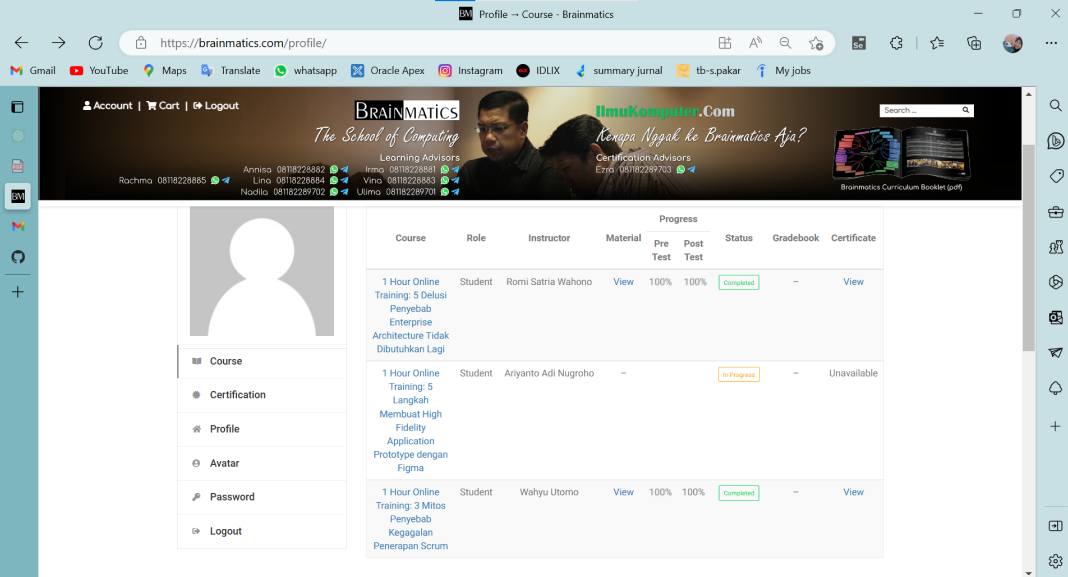 BM Profile → Course - Brainmatics
https://brainmatics.com/profile/
Gmail YouTube Maps Translate whatsapp Oracle Apex Instagram IDLIX summary jurnal tb-s.pakar My jobs
Account | Cart | Logout
BRAINMATICS
The School of Computing
Learning Advisors
Annisa 08118228882 Irma 08118228881
Rachma 08118228885 Lina 08118228884 Vina 08118228883
Nadila 081182289702 Ulima 081182289701
IlmuKomputer.Com
Kenapa Nggak ke Brainmatics Aja?
Certification Advisors
Ezra 081182289703
Search ...
Brainmatics Curriculum Booklet (pdf)
BM
Course
Certification
Profile
Avatar
Password
Logout
Course Role Instructor Material Progress Status Gradebook Certificate
Pre Test Post Test
1 Hour Online
Training: 5 Delusi
Penyebab
Enterprise
Architecture Tidak
Dibutuhkan Lagi
Student Romi Satria Wahono View 100% 100% Completed – View
1 Hour Online
Training: 5
Langkah
Membuat High
Fidelity
Application
Prototype dengan
Figma
Student Ariyanto Adi Nugroho – In Progress – Unavailable
1 Hour Online
Training: 3 Mitos
Penyebab
Kegagalan
Penerapan Scrum
Student Wahyu Utomo View 100% 100% Completed – View